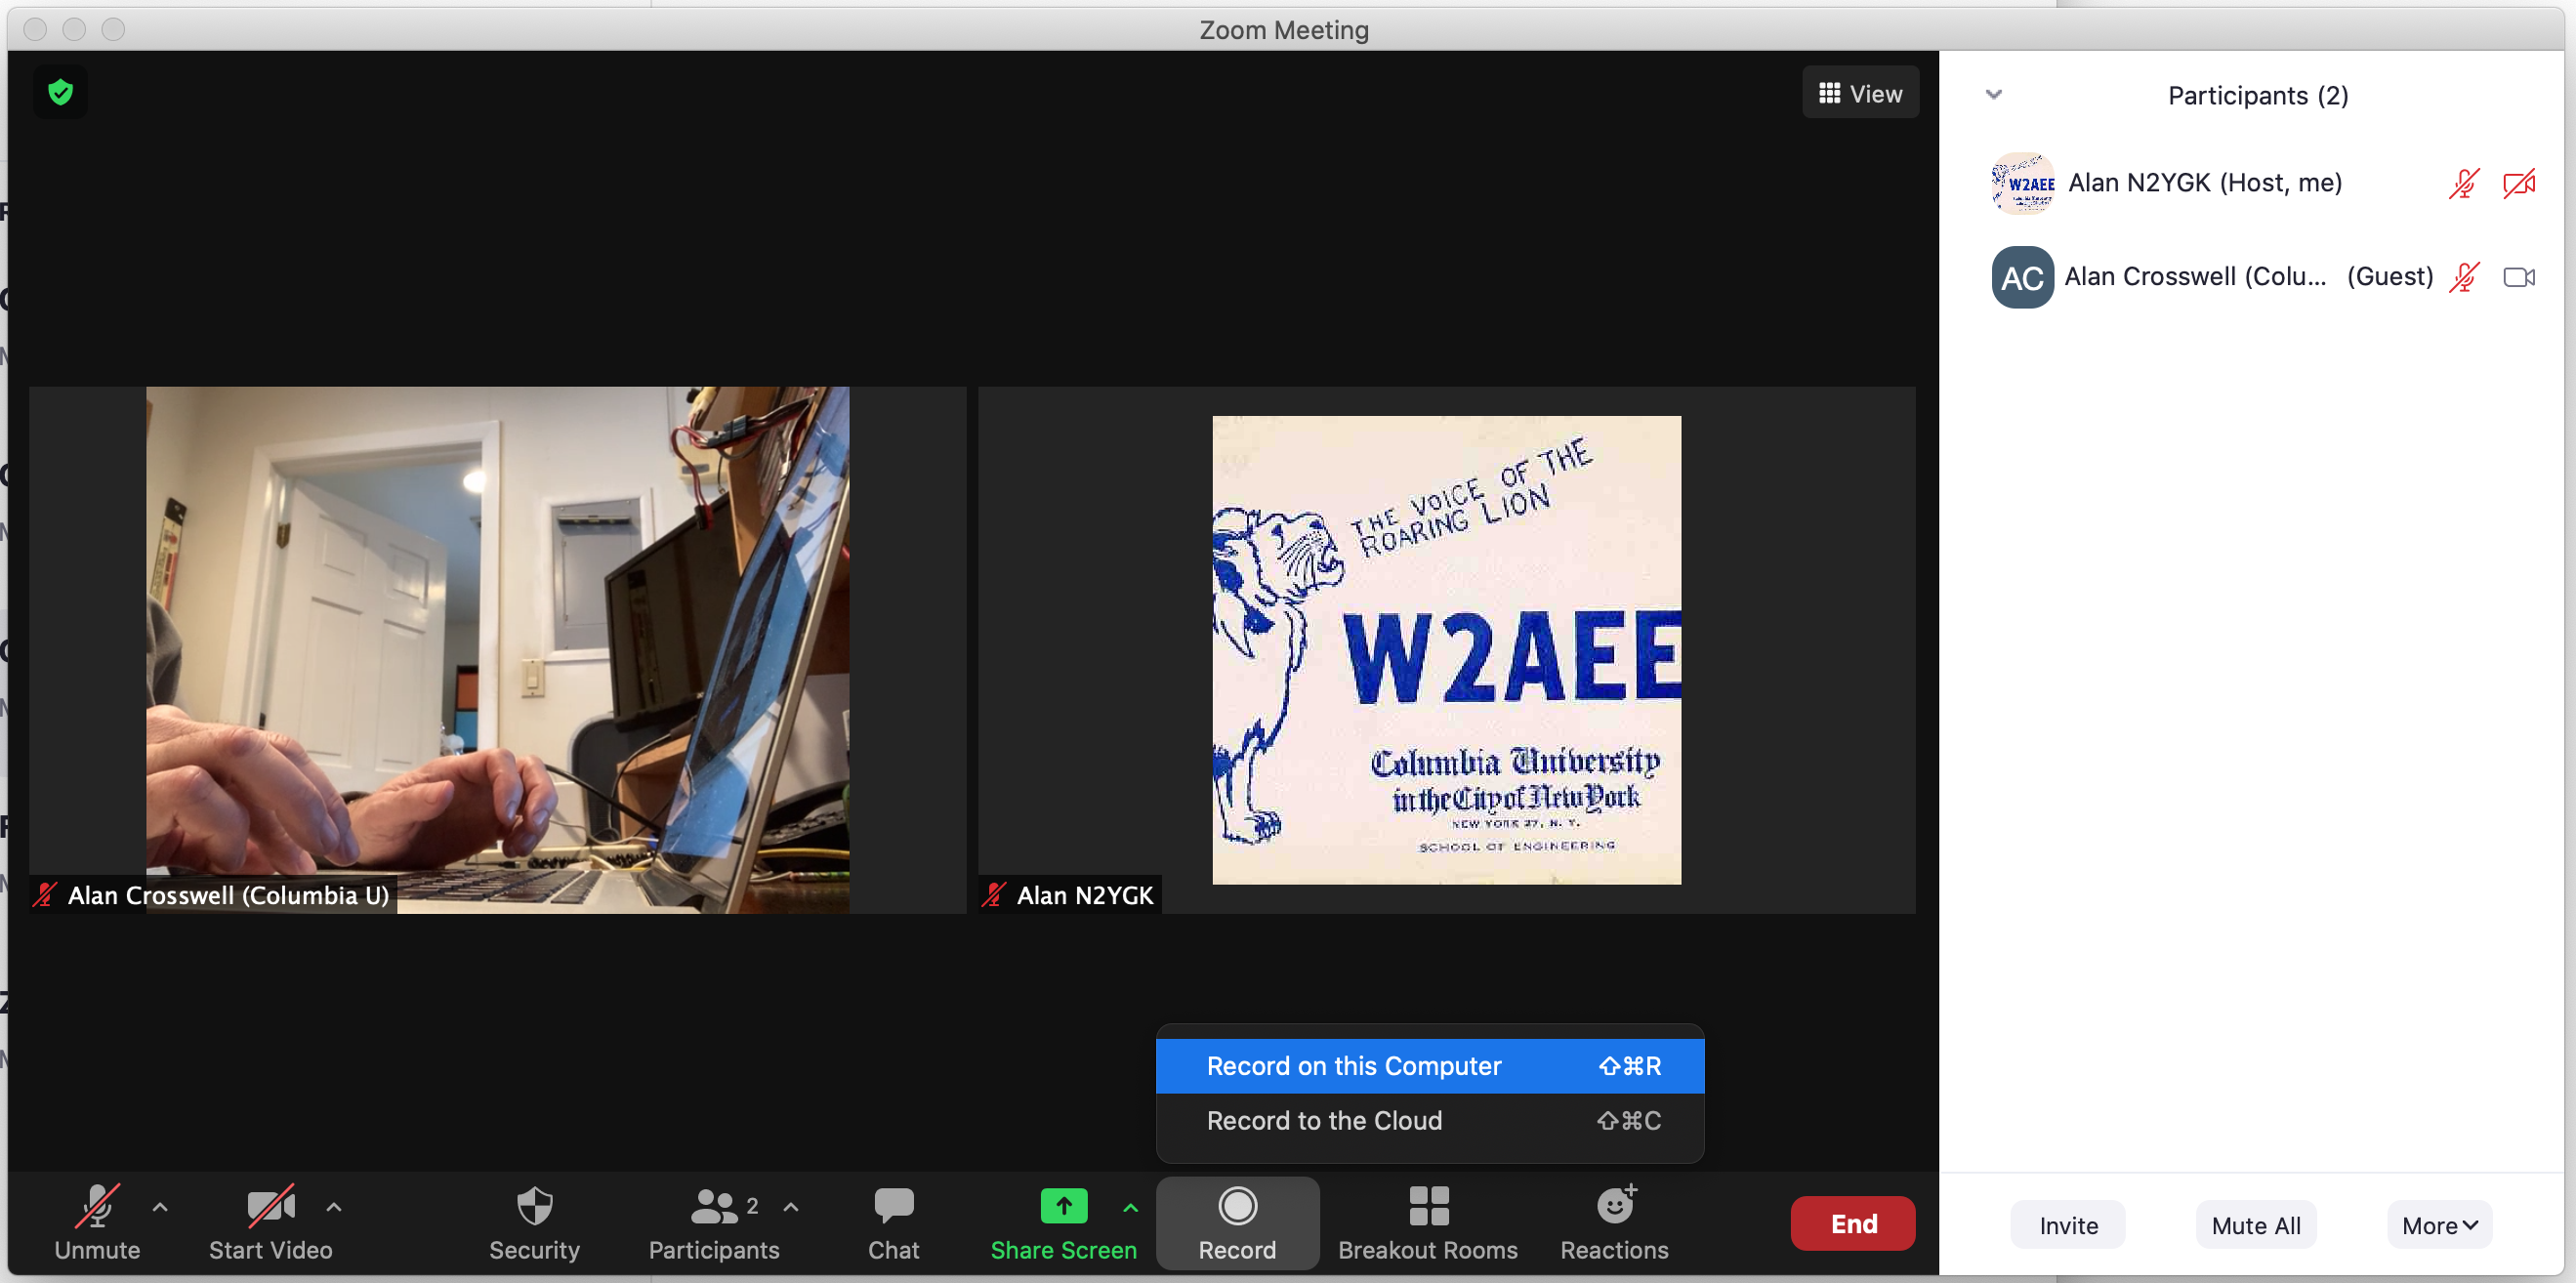 Zoom Meeting
View
Participants (2)
W2AEE
Alan N2YGK (Host, me)
AC
Alan Crosswell (Colu... (Guest)
THE VOICE OF THE
ROARING LION
W2AEE
Columbia University
in the City of New York
NEW YORK 27, N. Y.
SCHOOL OF ENGINEERING
Alan Crosswell (Columbia U)
Alan N2YGK
Record on this Computer ⇧⌘R
Record to the Cloud ⇧⌘C
2
Unmute
Start Video
Security
Participants
Chat
Share Screen
Record
Breakout Rooms
Reactions
End
Invite
Mute All
More